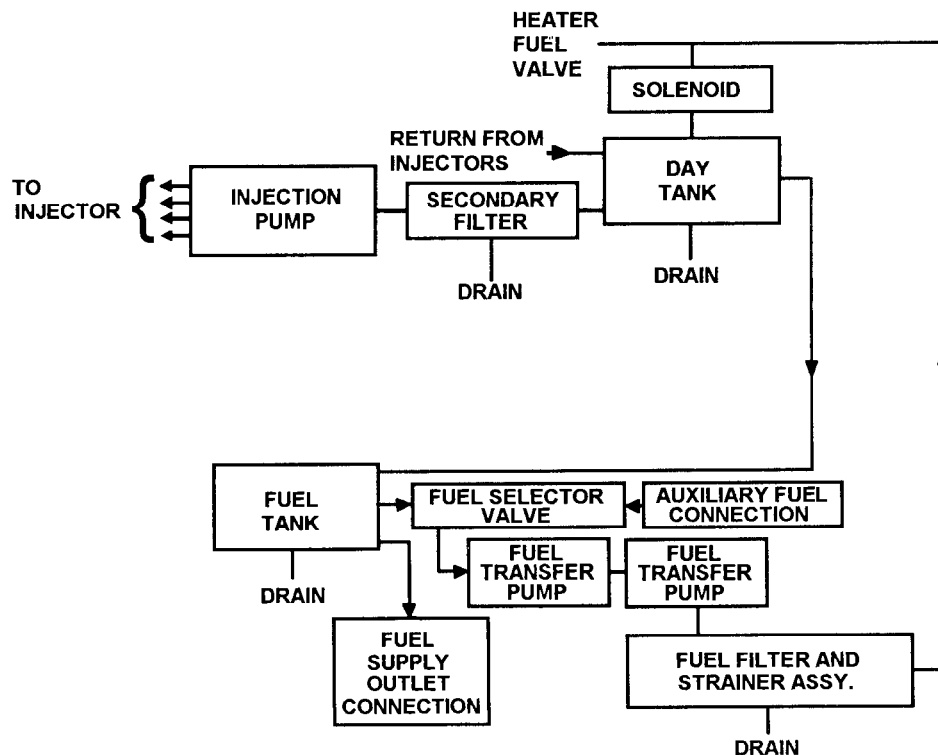 HEATER
FUEL
VALVE
SOLENOID
RETURN FROM
INJECTORS
DAY
TANK
TO
INJECTOR
INJECTION
PUMP
SECONDARY
FILTER
DRAIN
DRAIN
FUEL
TANK
FUEL SELECTOR
VALVE
AUXILIARY FUEL
CONNECTION
FUEL
TRANSFER
PUMP
FUEL
TRANSFER
PUMP
DRAIN
FUEL
SUPPLY
OUTLET
CONNECTION
FUEL FILTER AND
STRAINER ASSY.
DRAIN